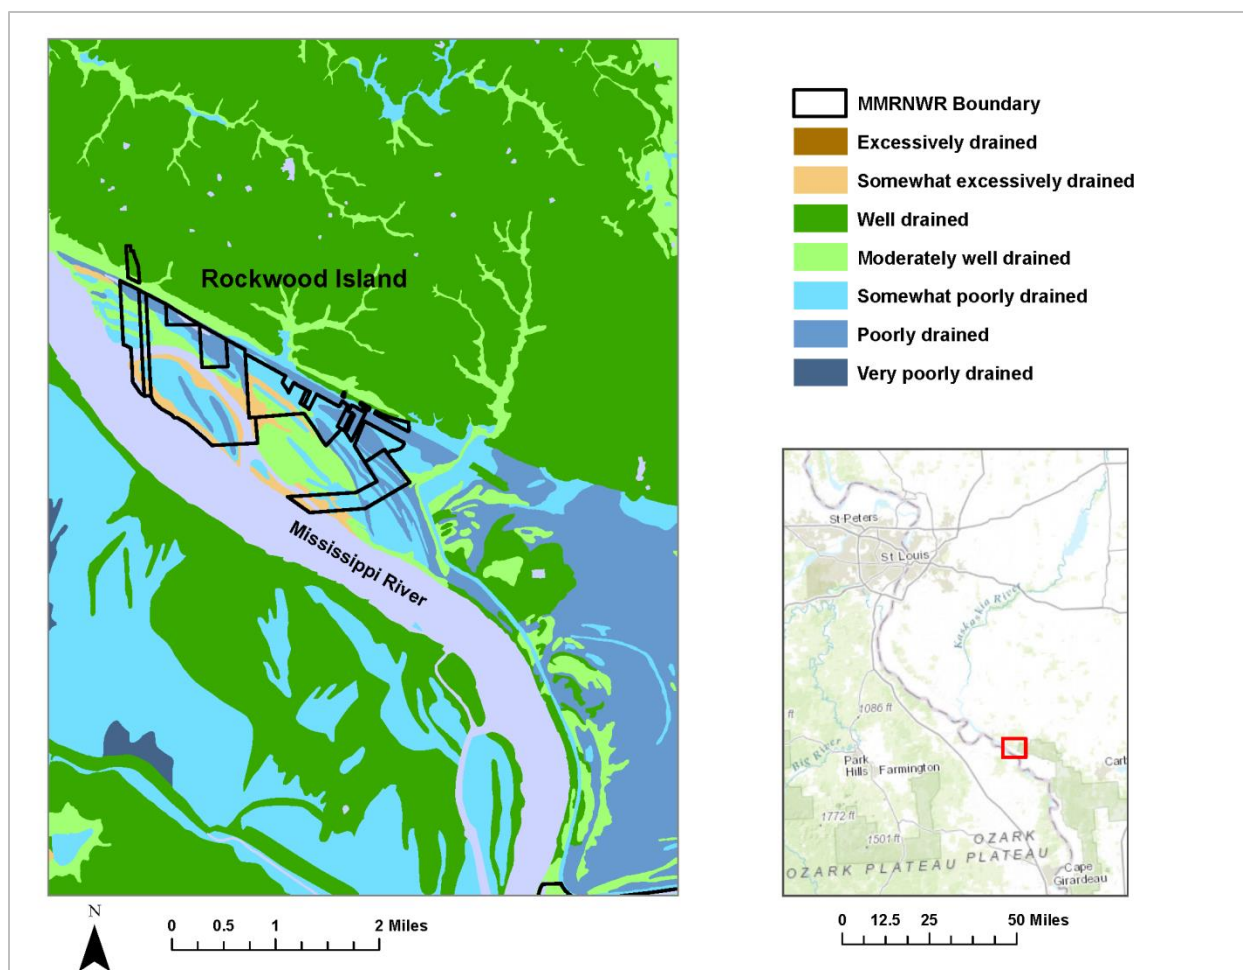 Rockwood Island
Mississippi River
N
0 0.5 1 2 Miles
MMRNWR Boundary
Excessively drained
Somewhat excessively drained
Well drained
Moderately well drained
Somewhat poorly drained
Poorly drained
Very poorly drained
St Peters
St Louis
Kaskaskia River
1086 ft
ft
Big River
Park
Hills
Farmington
Carb
1772 ft
1501 ft
OZARK
OZARK PLATEAU PLATEAU
Cape
Girardeau
0 12.5 25 50 Miles